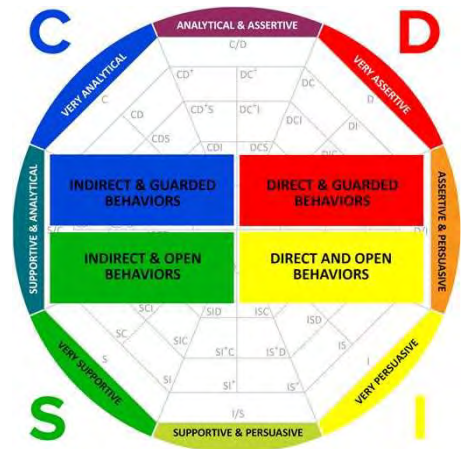 C
D
ANALYTICAL & ASSERTIVE
C/D
VERY ANALYTICAL
VERY ASSERTIVE
C
CD⁺
DC⁺
DC
D
CD
CD⁺S
DC⁺I
DCI
DI
CDS
CDI
DCS
SUPPORTIVE & ANALYTICAL
INDIRECT & GUARDED
BEHAVIORS
DIRECT & GUARDED
BEHAVIORS
ASSERTIVE & PERSUASIVE
INDIRECT & OPEN
BEHAVIORS
DIRECT AND OPEN
BEHAVIORS
SCI
SID
ISC
ISD
SC
SIC
SI⁺C
IS⁺D
IS
S
SI
SI⁺
IS⁺
I
I/S
VERY SUPPORTIVE
VERY PERSUASIVE
SUPPORTIVE & PERSUASIVE
S
I